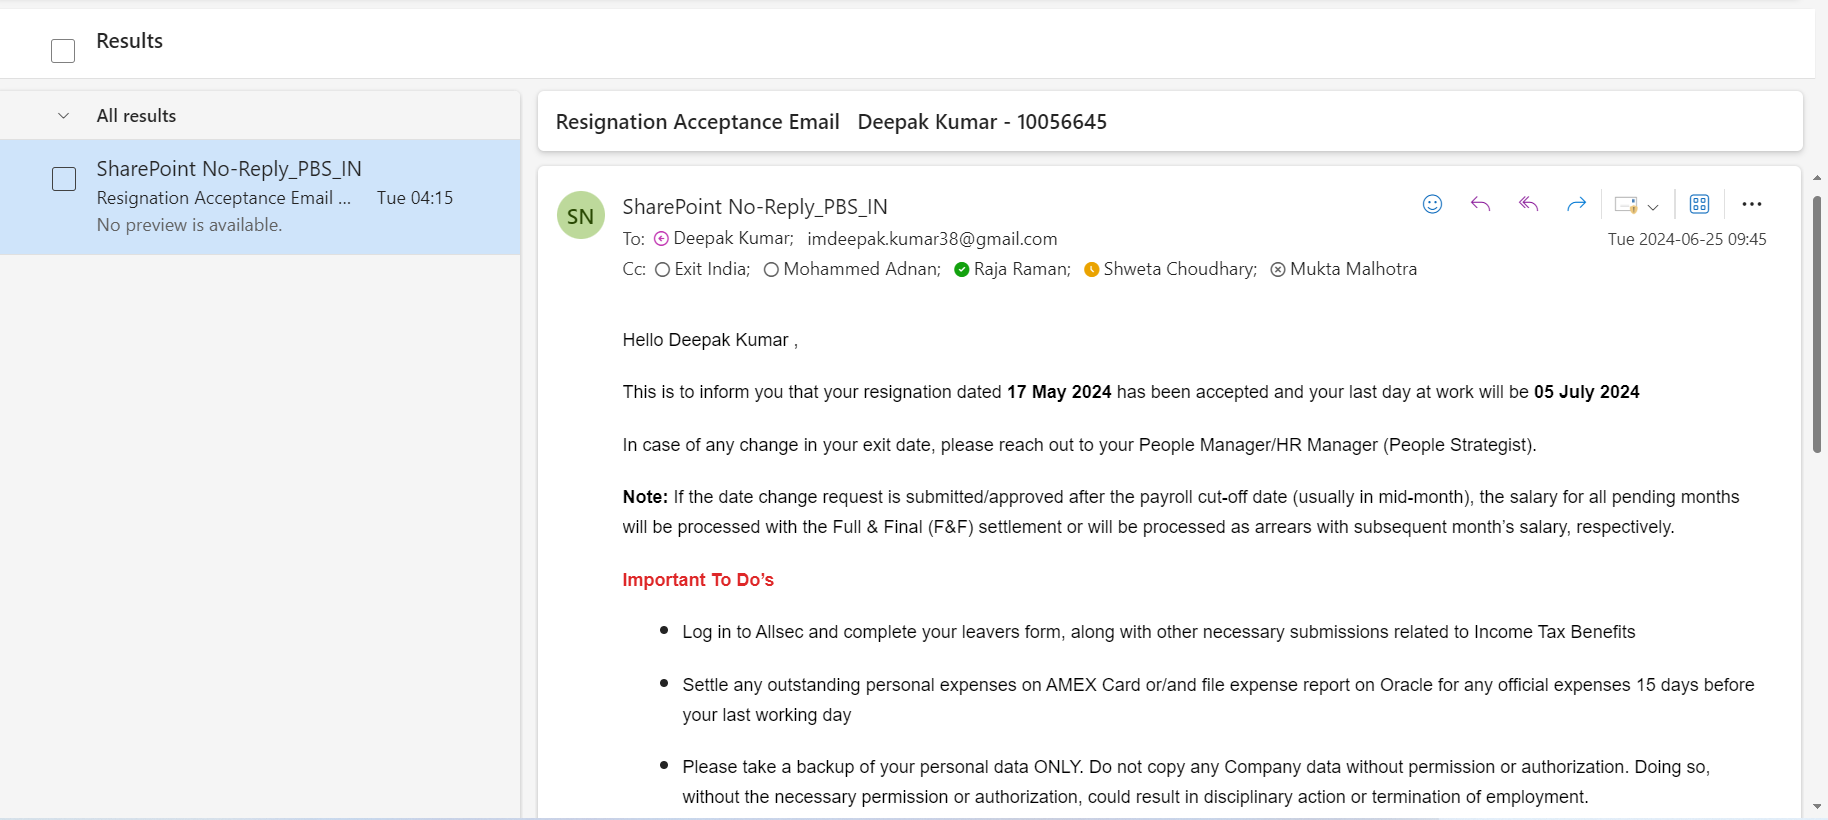 Results
All results
SharePoint No-Reply_PBS_IN
Resignation Acceptance Email ... Tue 04:15
No preview is available.
Resignation Acceptance Email Deepak Kumar - 10056645
SN
SharePoint No-Reply_PBS_IN
To: Deepak Kumar; imdeepak.kumar38@gmail.com
Tue 2024-06-25 09:45
Cc: Exit India; Mohammed Adnan; Raja Raman; Shweta Choudhary; Mukta Malhotra
Hello Deepak Kumar ,
This is to inform you that your resignation dated 17 May 2024 has been accepted and your last day at work will be 05 July 2024
In case of any change in your exit date, please reach out to your People Manager/HR Manager (People Strategist).
Note: If the date change request is submitted/approved after the payroll cut-off date (usually in mid-month), the salary for all pending months
will be processed with the Full & Final (F&F) settlement or will be processed as arrears with subsequent month’s salary, respectively.
Important To Do’s
• Log in to Allsec and complete your leavers form, along with other necessary submissions related to Income Tax Benefits
• Settle any outstanding personal expenses on AMEX Card or/and file expense report on Oracle for any official expenses 15 days before
your last working day
• Please take a backup of your personal data ONLY. Do not copy any Company data without permission or authorization. Doing so,
without the necessary permission or authorization, could result in disciplinary action or termination of employment.